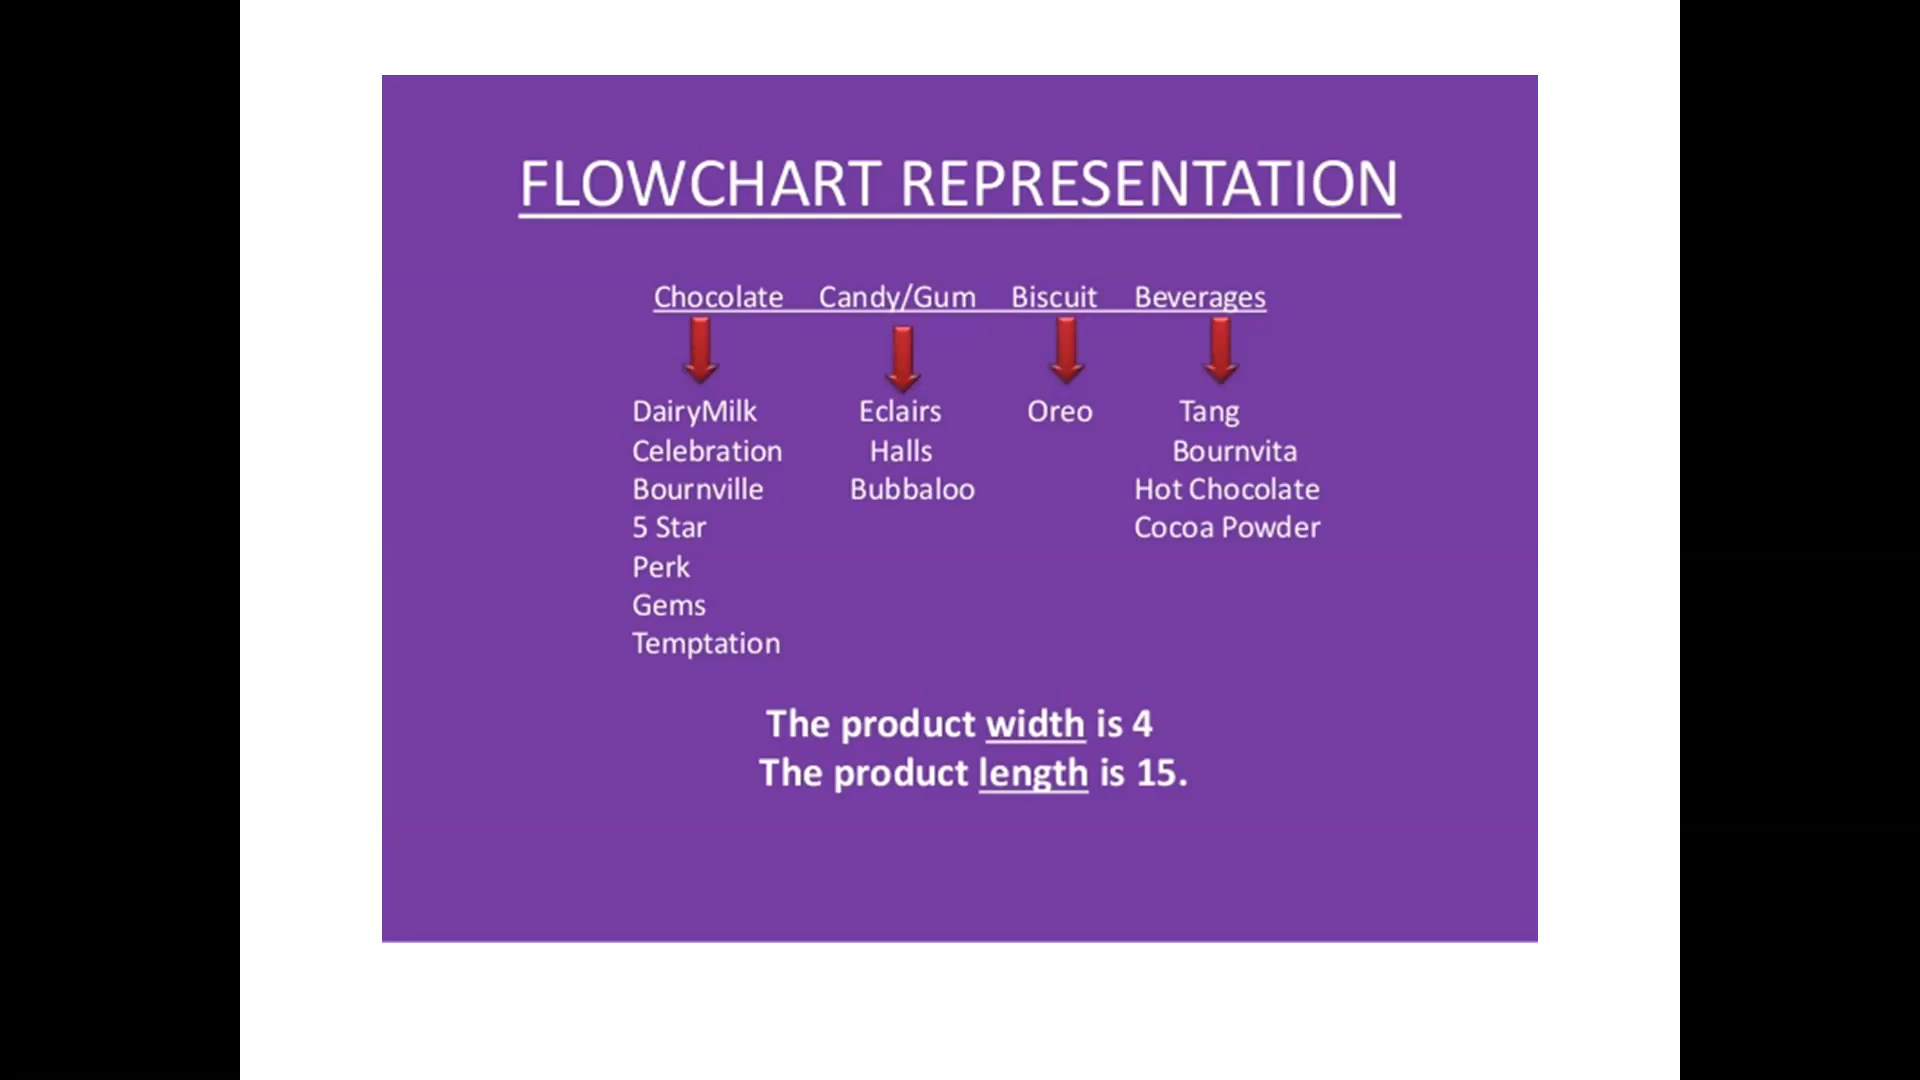 FLOWCHART REPRESENTATION
Chocolate Candy/Gum Biscuit Beverages
DairyMilk Eclairs Oreo Tang
Celebration Halls Bournvita
Bournville Bubbaloo Hot Chocolate
5 Star Cocoa Powder
Perk
Gems
Temptation
The product width is 4
The product length is 15.